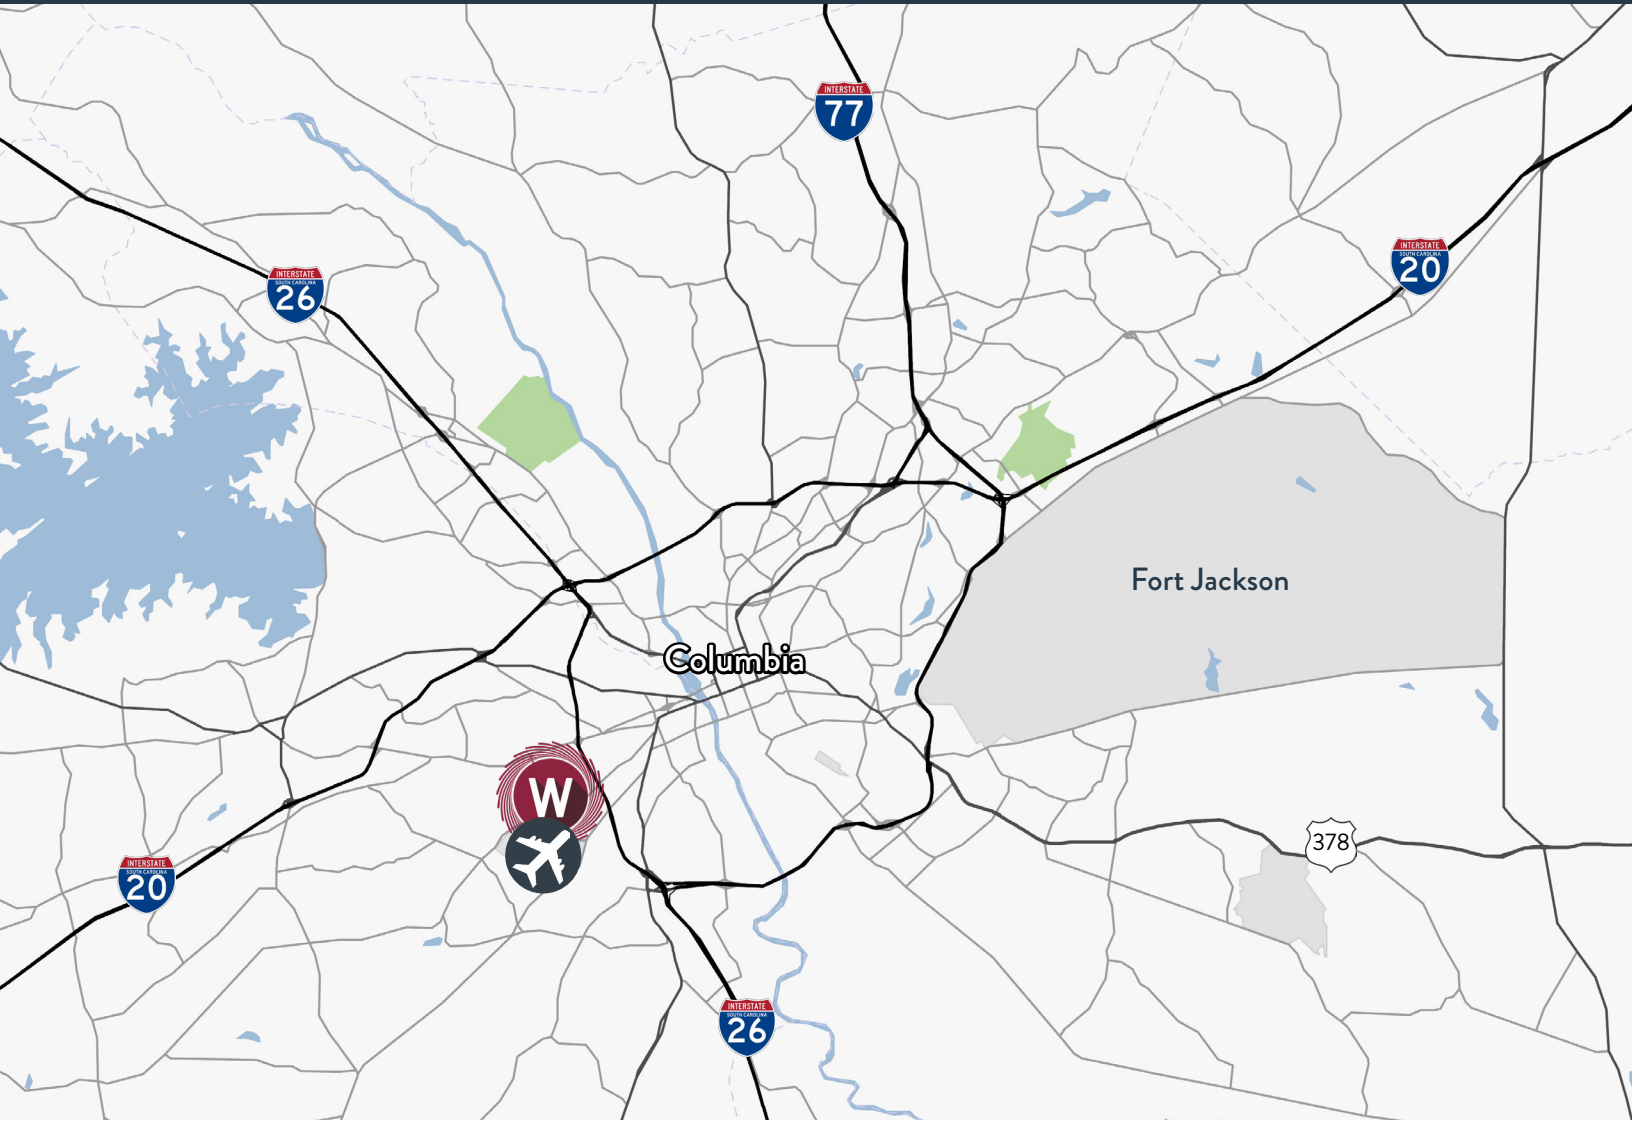 INTERSTATE
77
INTERSTATE
SOUTH CAROLINA
20
INTERSTATE
SOUTH CAROLINA
26
Fort Jackson
Columbia
W
378
INTERSTATE
SOUTH CAROLINA
20
INTERSTATE
SOUTH CAROLINA
26